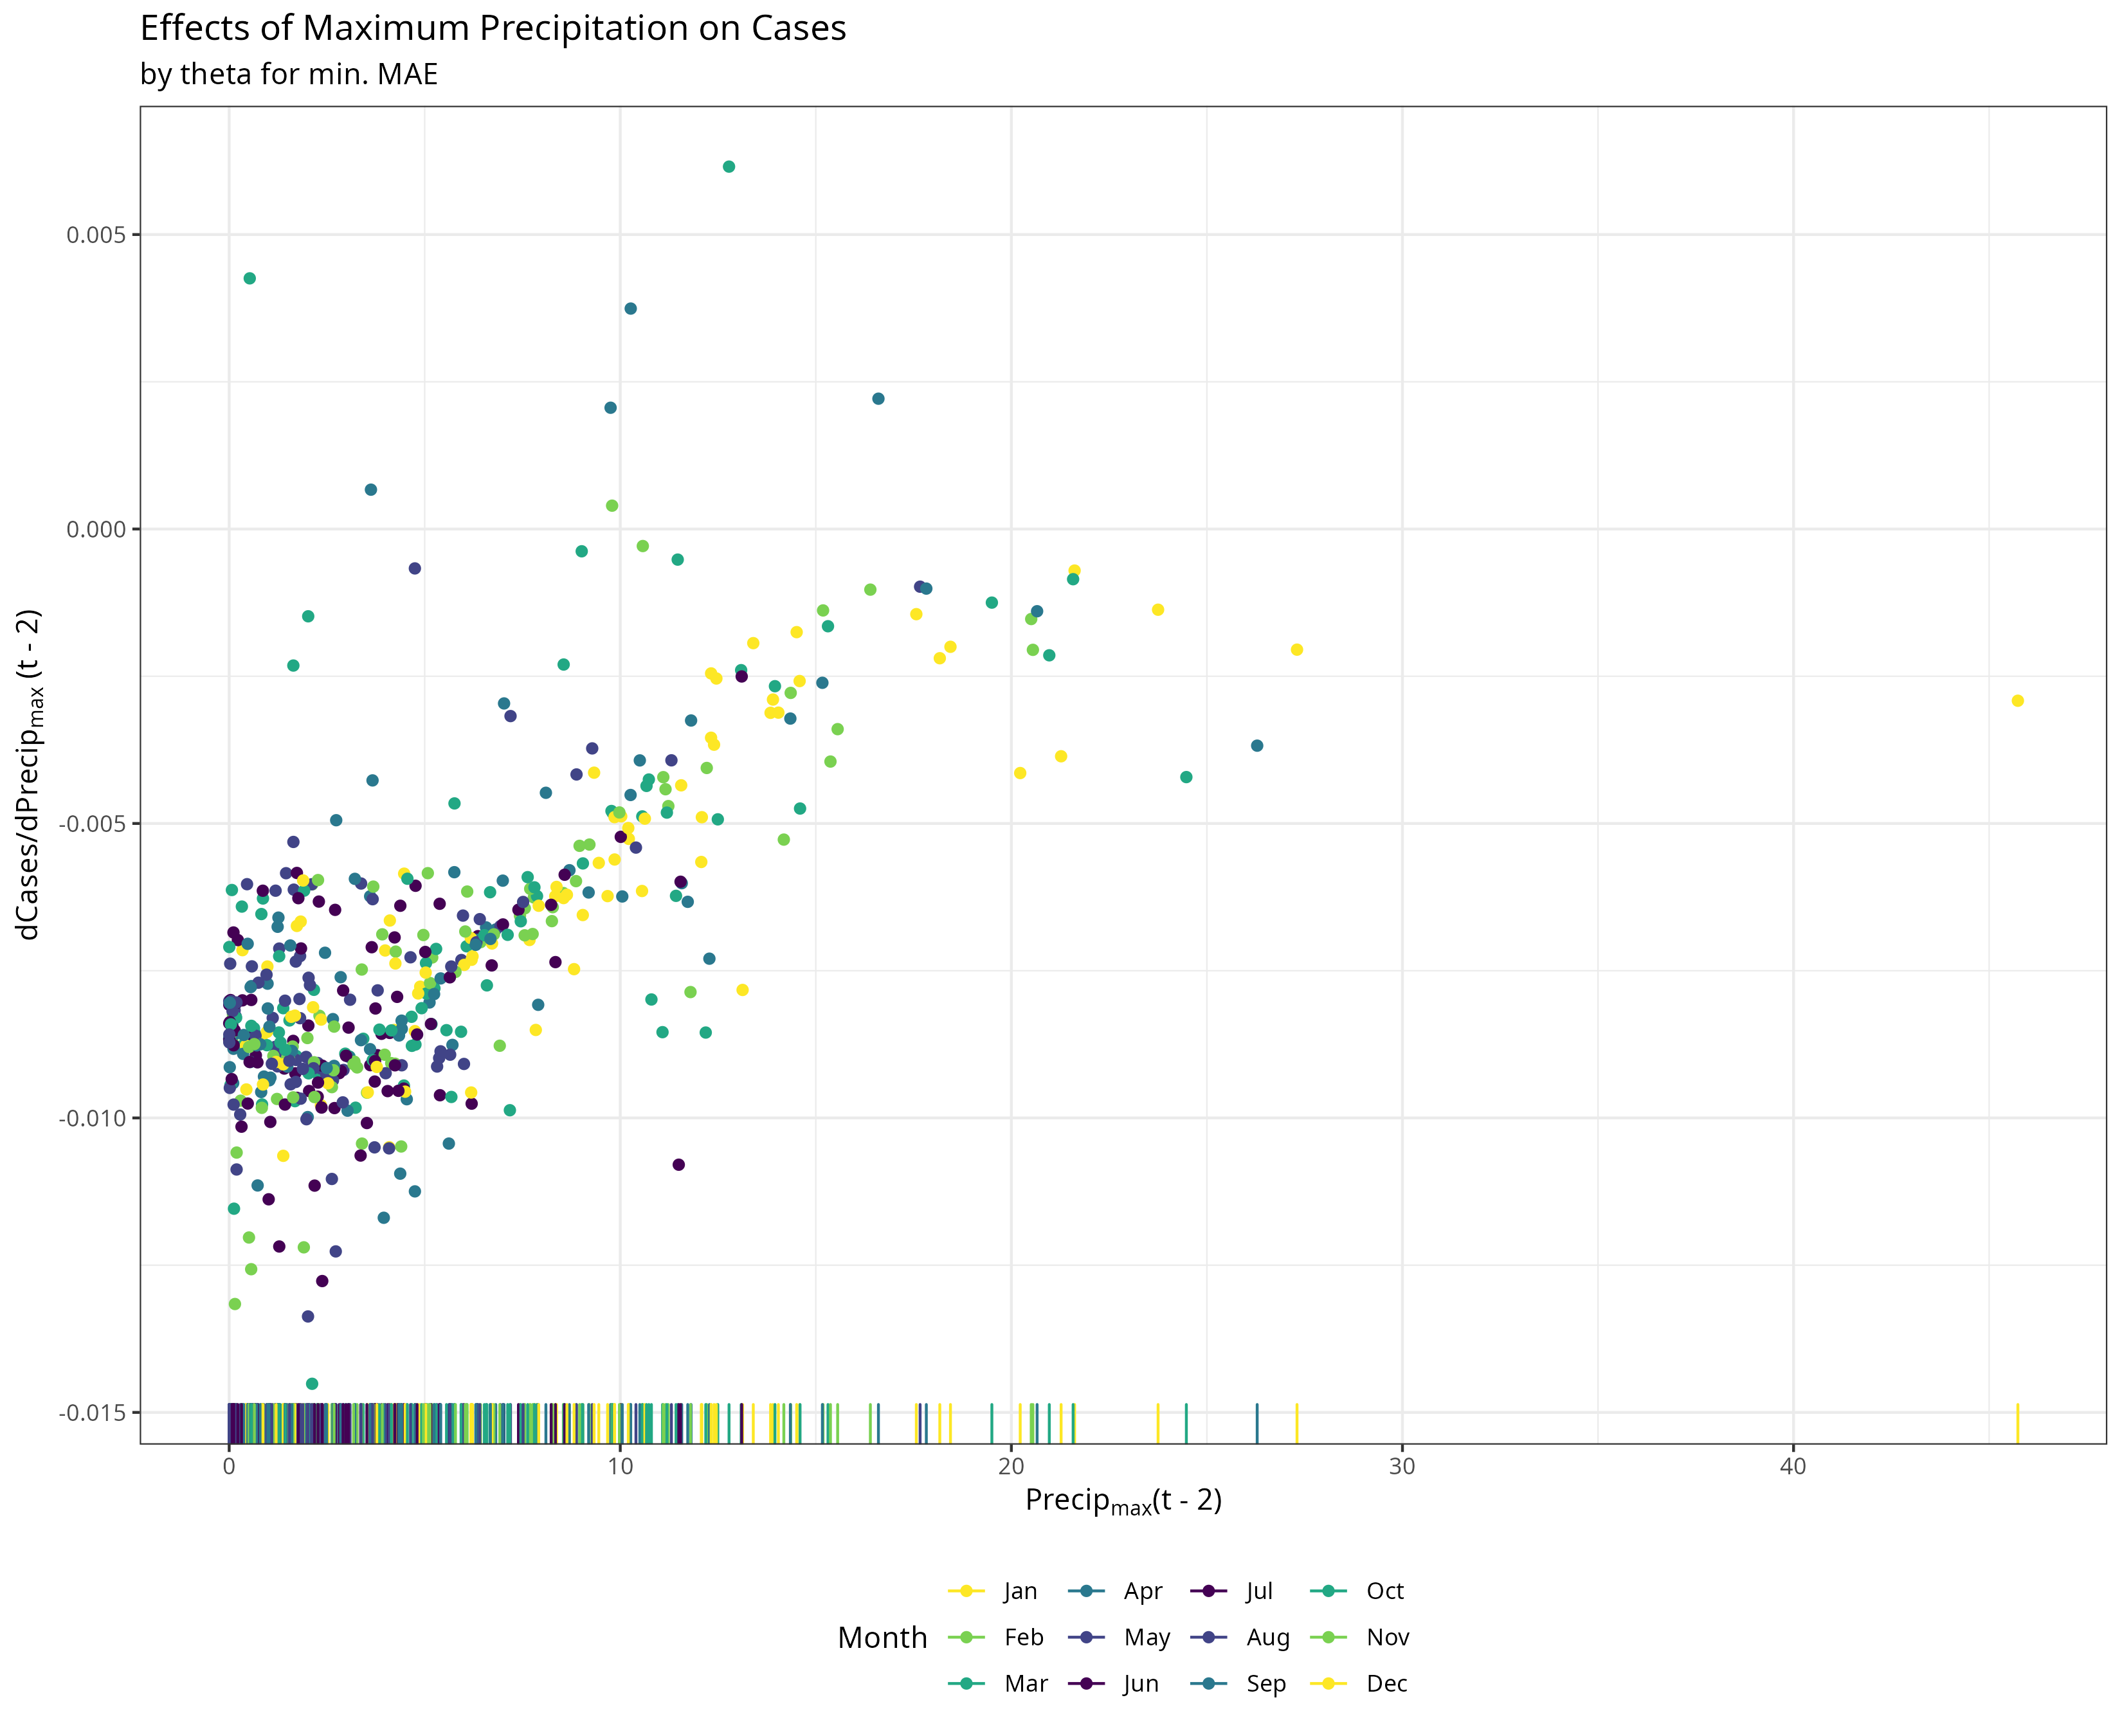 Effects of Maximum Precipitation on Cases
by theta for min. MAE
dCases/dPrecipmax (t - 2)
0.005
0.000
-0.005
-0.010
-0.015
0 10 20 30 40
Precipmax(t - 2)
Month
Jan Apr Jul Oct
Feb May Aug Nov
Mar Jun Sep Dec